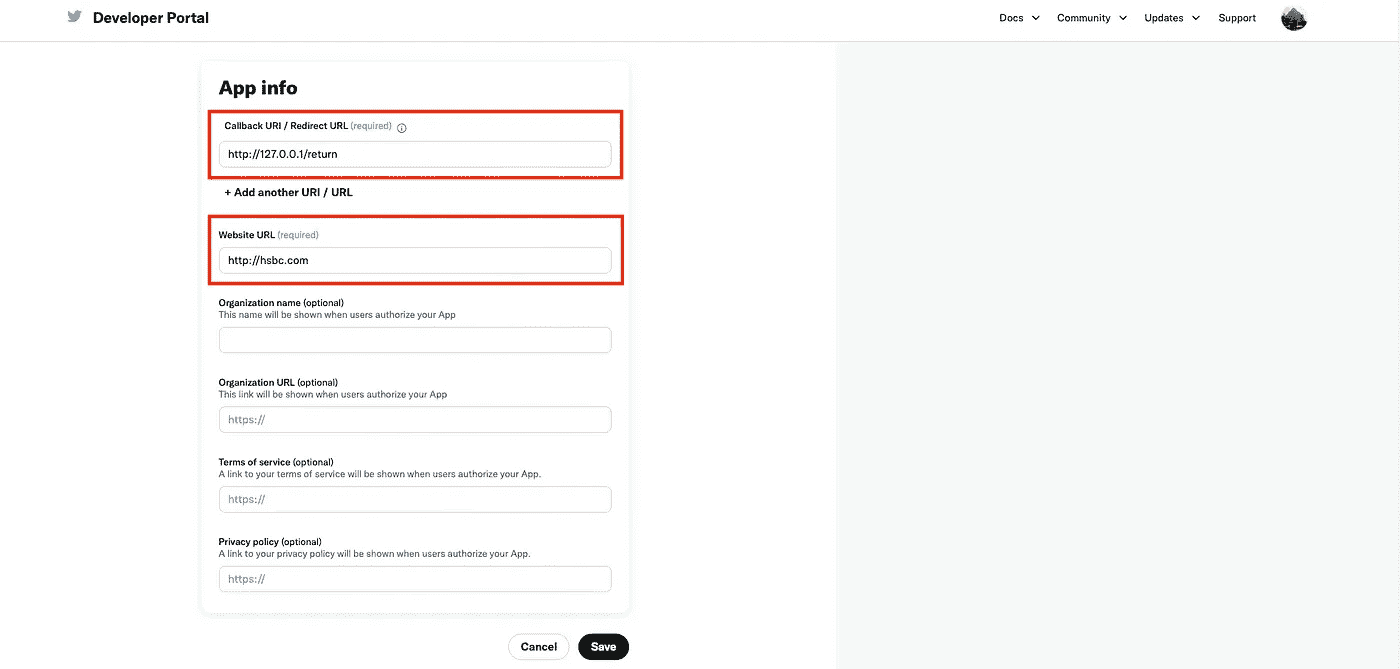 Developer Portal
Docs Community Updates Support
App info
Callback URI / Redirect URL (required)
http://127.0.0.1/return
+ Add another URI / URL
Website URL (required)
http://hsbc.com
Organization name (optional)
This name will be shown when users authorize your App
Organization URL (optional)
This link will be shown when users authorize your App
https://
Terms of service (optional)
A link to your terms of service will be shown when users authorize your App.
https://
Privacy policy (optional)
A link to your privacy policy will be shown when users authorize your App.
https://
Cancel Save